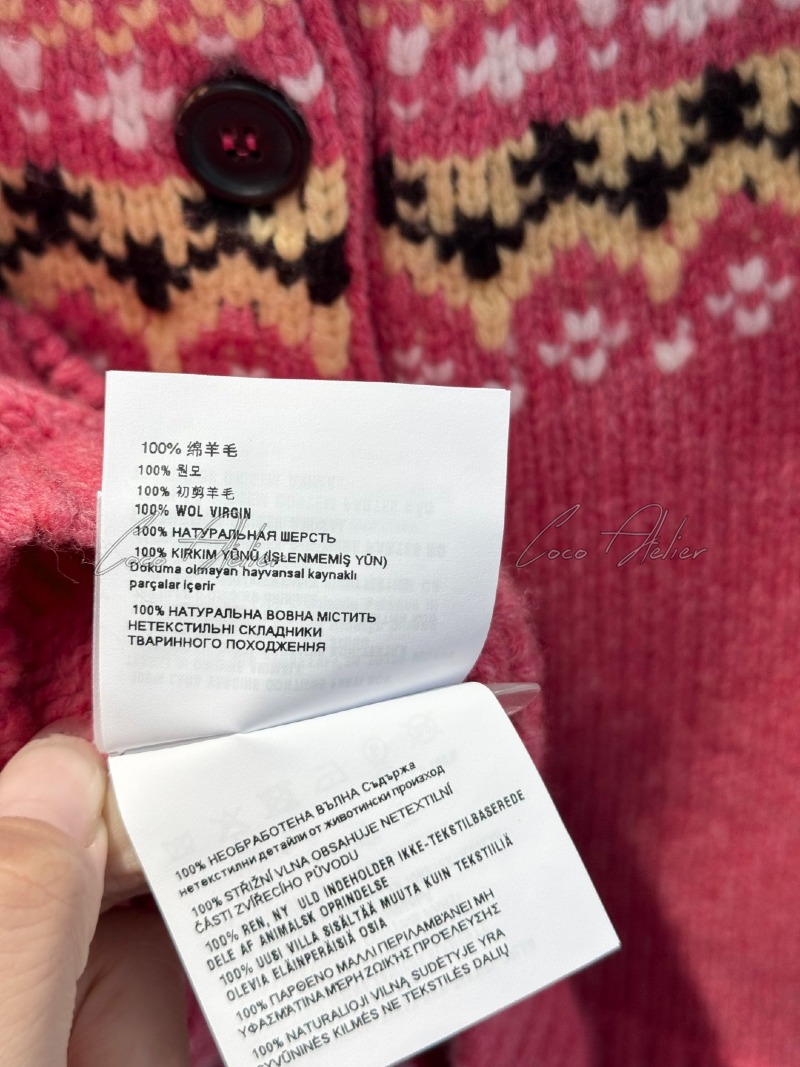 100% 绵羊毛
100% 원모
100% 初剪羊毛
100% WOL VIRGIN
100% НАТУРАЛЬНАЯ ШЕРСТЬ
100% KIRKIM YÜNÜ (İŞLENMEMİŞ YÜN)
Dokuma olmayan hayvansal kaynaklı
parçalar içerir
100% НАТУРАЛЬНА ВОВНА МІСТИТЬ
НЕТЕКСТИЛЬНІ СКЛАДНИКИ
ТВАРИННОГО ПОХОДЖЕННЯ
Coco Atelier
Coco Atelier
100% НЕОБРАБОТЕНА ВЪЛНА Съдържа
нетекстилни детайли от животински произход
100% STŘIŽNÍ VLNA OBSAHUJE NETEXTILNÍ
ČÁSTI ZVÍŘECÍHO PŮVODU
100% REN, NY ULD INDEHOLDER IKKE-TEKSTILBASEREDE
DELE AF ANIMALSK OPRINDELSE
100% UUSI VILLA SISÄLTÄÄ MUUTA KUIN TEKSTIILIÄ
OLEVIA ELÄINPERÄISIÄ OSIA
100% ΠΑΡΘΕΝΟ ΜΑΛΛΙ ΠΕΡΙΛΑΜΒΑΝΕΙ ΜΗ
ΥΦΑΣΜΑΤΙΝΑ ΜΕΡΗ ΖΩΙΚΗΣ ΠΡΟΕΛΕΥΣΗΣ
100% NATURALIOJI VILNA, SUDĖTYJE YRA
GYVŪNINĖS KILMĖS NE TEKSTILĖS DALIŲ